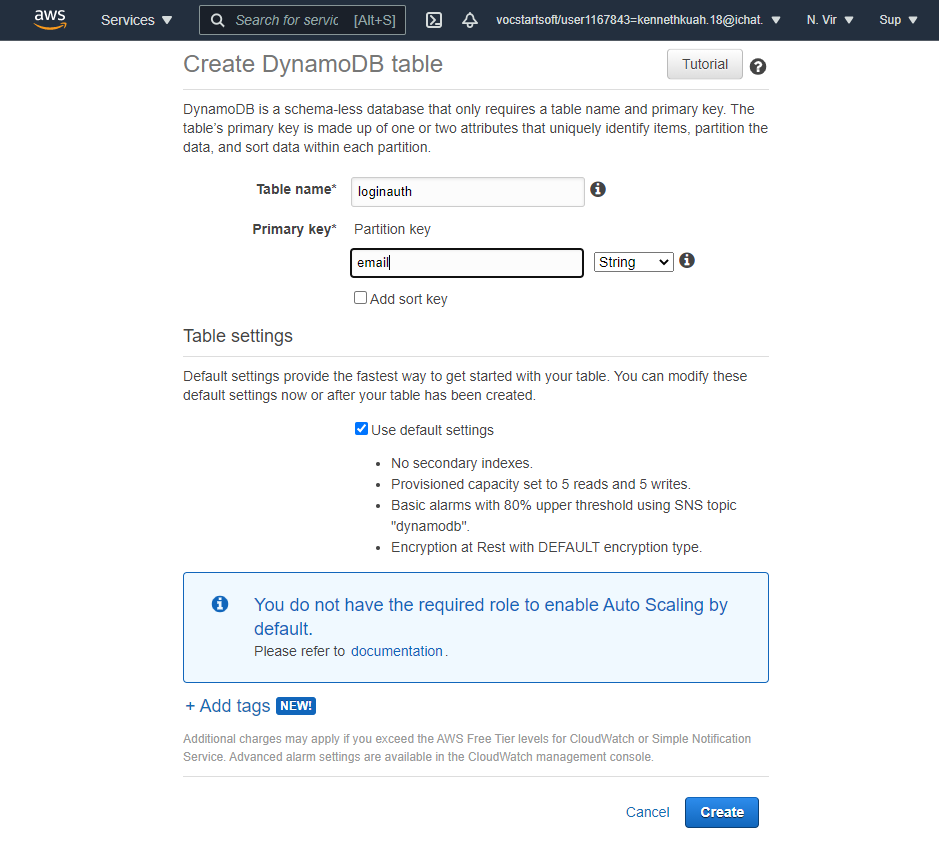 aws Services Search for servic [Alt+S] vocstartsoft/user1167843=kennethkuah.18@ichat. N. Vir Sup
Create DynamoDB table Tutorial ?
DynamoDB is a schema-less database that only requires a table name and primary key. The
table's primary key is made up of one or two attributes that uniquely identify items, partition the
data, and sort data within each partition.
Table name* loginauth
Primary key* Partition key
email String
Add sort key
Table settings
Default settings provide the fastest way to get started with your table. You can modify these
default settings now or after your table has been created.
Use default settings
• No secondary indexes.
• Provisioned capacity set to 5 reads and 5 writes.
• Basic alarms with 80% upper threshold using SNS topic
"dynamodb".
• Encryption at Rest with DEFAULT encryption type.
You do not have the required role to enable Auto Scaling by
default.
Please refer to documentation.
+ Add tags NEW!
Additional charges may apply if you exceed the AWS Free Tier levels for CloudWatch or Simple Notification
Service. Advanced alarm settings are available in the CloudWatch management console.
Cancel Create